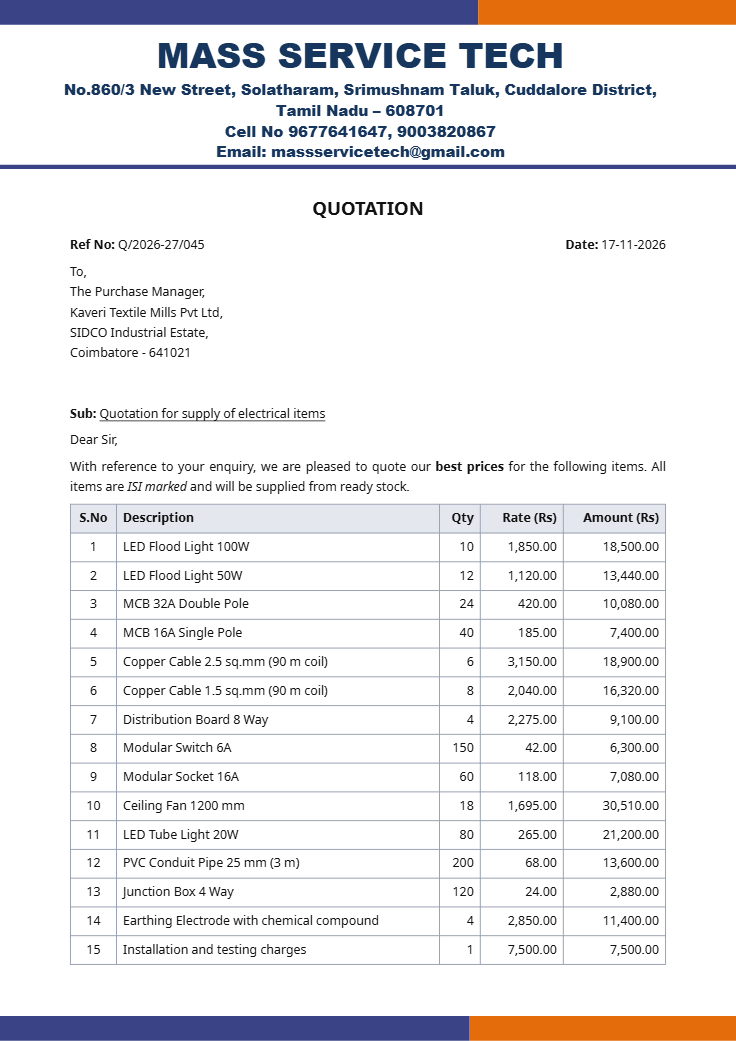 MASS SERVICE TECH
No.860/3 New Street, Solatharam, Srimushnam Taluk, Cuddalore District,
Tamil Nadu – 608701
Cell No 9677641647, 9003820867
Email: massservicetech@gmail.com
QUOTATION
Ref No: Q/2026-27/045 Date: 17-11-2026
To,
The Purchase Manager,
Kaveri Textile Mills Pvt Ltd,
SIDCO Industrial Estate,
Coimbatore - 641021
Sub: Quotation for supply of electrical items
Dear Sir,
With reference to your enquiry, we are pleased to quote our best prices for the following items. All
items are ISI marked and will be supplied from ready stock.
S.No Description Qty Rate (Rs) Amount (Rs)
1 LED Flood Light 100W 10 1,850.00 18,500.00
2 LED Flood Light 50W 12 1,120.00 13,440.00
3 MCB 32A Double Pole 24 420.00 10,080.00
4 MCB 16A Single Pole 40 185.00 7,400.00
5 Copper Cable 2.5 sq.mm (90 m coil) 6 3,150.00 18,900.00
6 Copper Cable 1.5 sq.mm (90 m coil) 8 2,040.00 16,320.00
7 Distribution Board 8 Way 4 2,275.00 9,100.00
8 Modular Switch 6A 150 42.00 6,300.00
9 Modular Socket 16A 60 118.00 7,080.00
10 Ceiling Fan 1200 mm 18 1,695.00 30,510.00
11 LED Tube Light 20W 80 265.00 21,200.00
12 PVC Conduit Pipe 25 mm (3 m) 200 68.00 13,600.00
13 Junction Box 4 Way 120 24.00 2,880.00
14 Earthing Electrode with chemical compound 4 2,850.00 11,400.00
15 Installation and testing charges 1 7,500.00 7,500.00